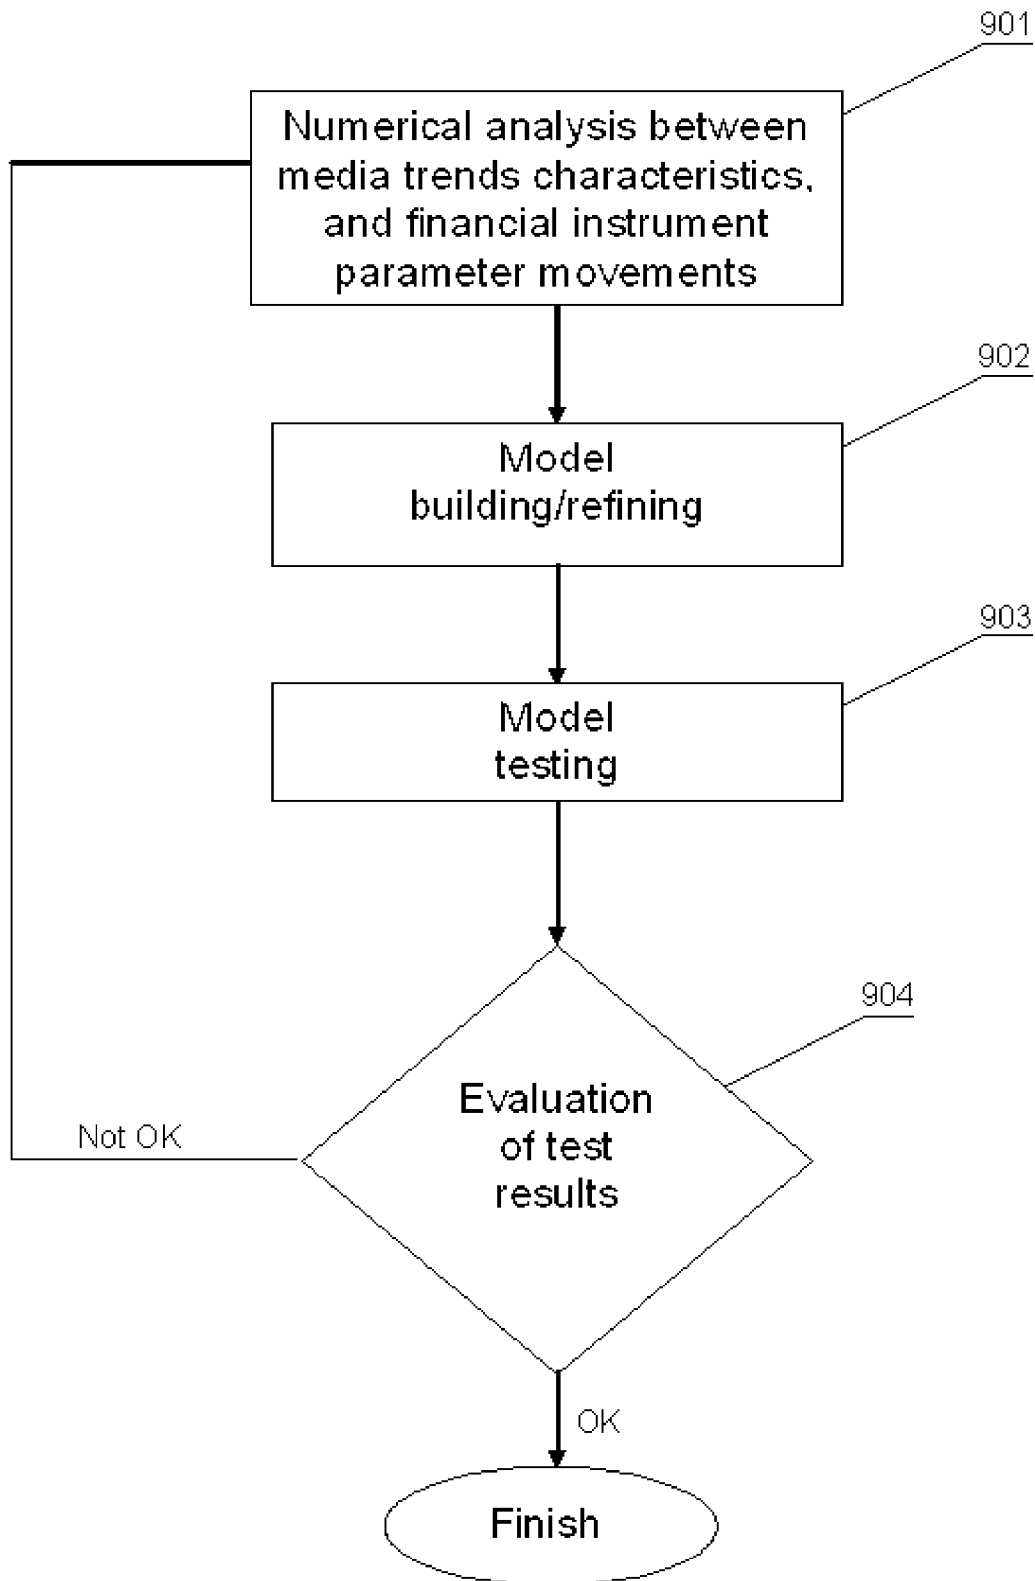 901
Numerical analysis between
media trends characteristics,
and financial instrument
parameter movements
902
Model
building/refining
903
Model
testing
904
Evaluation
of test
results
Not OK
OK
Finish